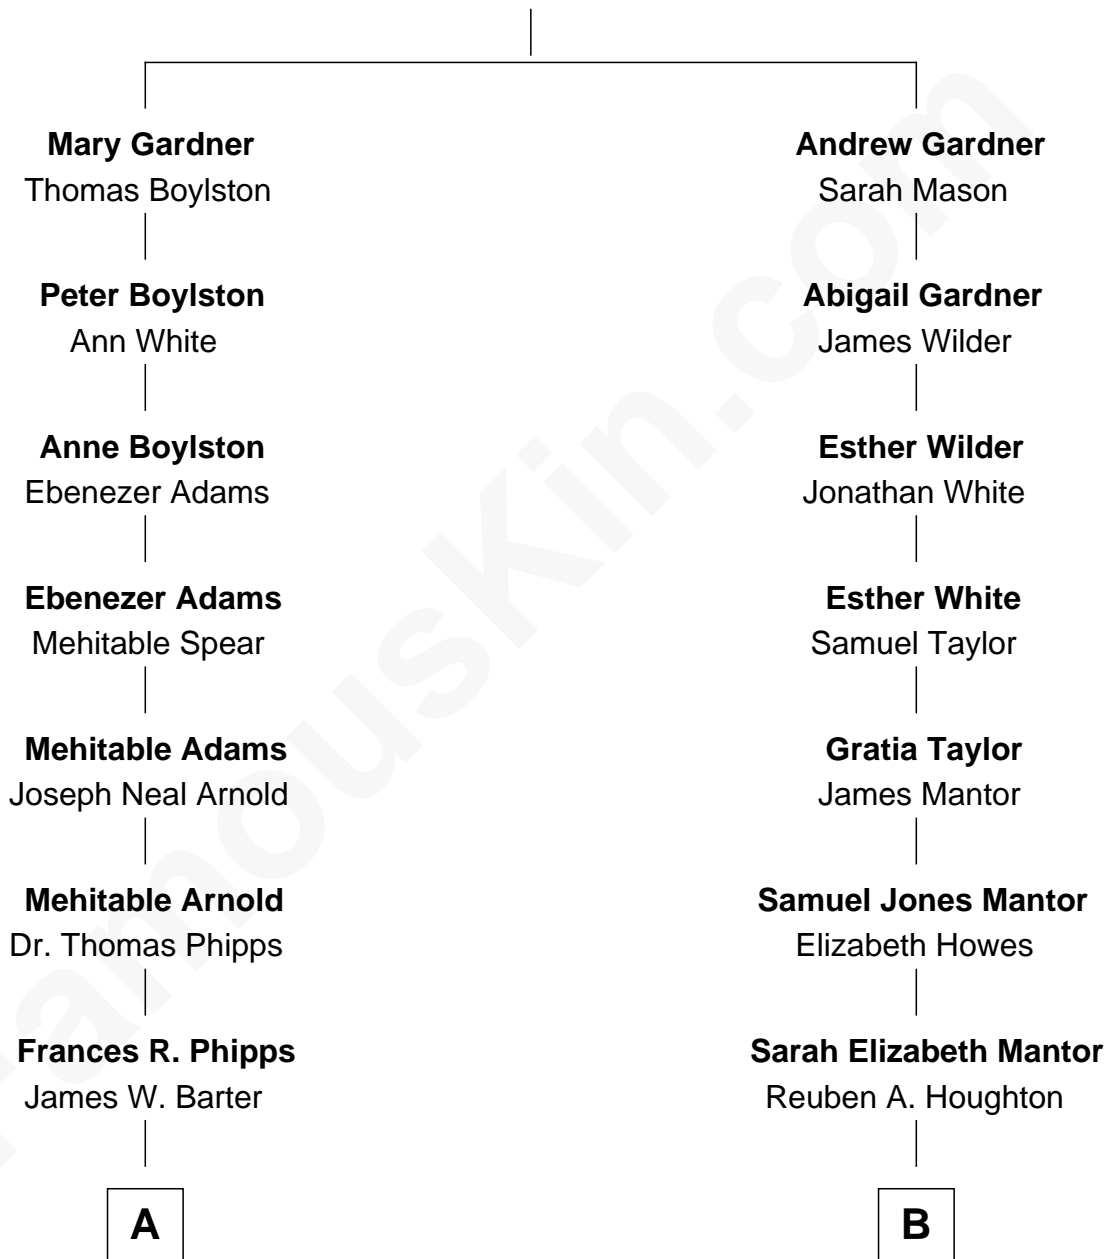 Mary Gardner
Thomas Boylston
Peter Boylston
Ann White
Anne Boylston
Ebenezer Adams
Ebenezer Adams
Mehitable Spear
Mehitable Adams
Joseph Neal Arnold
Mehitable Arnold
Dr. Thomas Phipps
Frances R. Phipps
James W. Barter
A
Andrew Gardner
Sarah Mason
Abigail Gardner
James Wilder
Esther Wilder
Jonathan White
Esther White
Samuel Taylor
Gratia Taylor
James Mantor
Samuel Jones Mantor
Elizabeth Howes
Sarah Elizabeth Mantor
Reuben A. Houghton
B
FamousKin.com